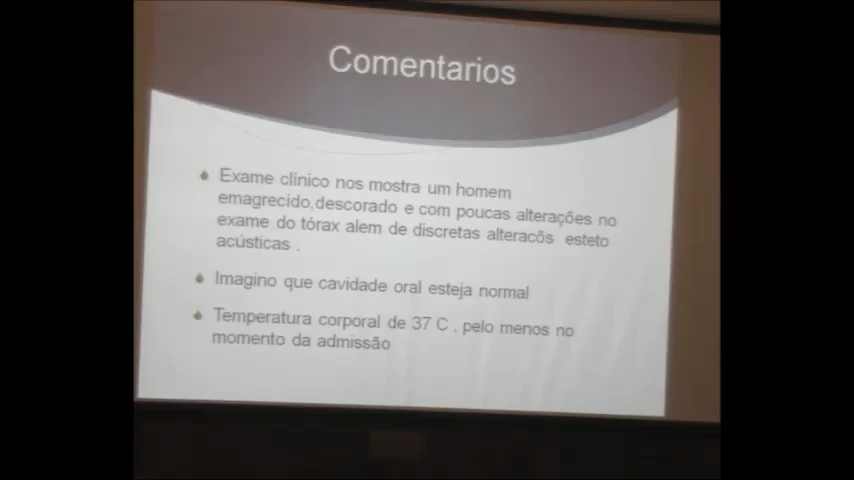 Comentarios
Exame clínico nos mostra um homem
emagrecido,descorado e com poucas alterações no
exame do tórax alem de discretas alteracõs esteto
acústicas .
Imagino que cavidade oral esteja normal
Temperatura corporal de 37 C , pelo menos no
momento da admissão